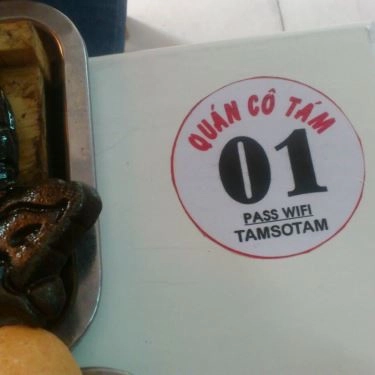 QUÁN CÔ TÁM
01
PASS WIFI
TAMSOTAM